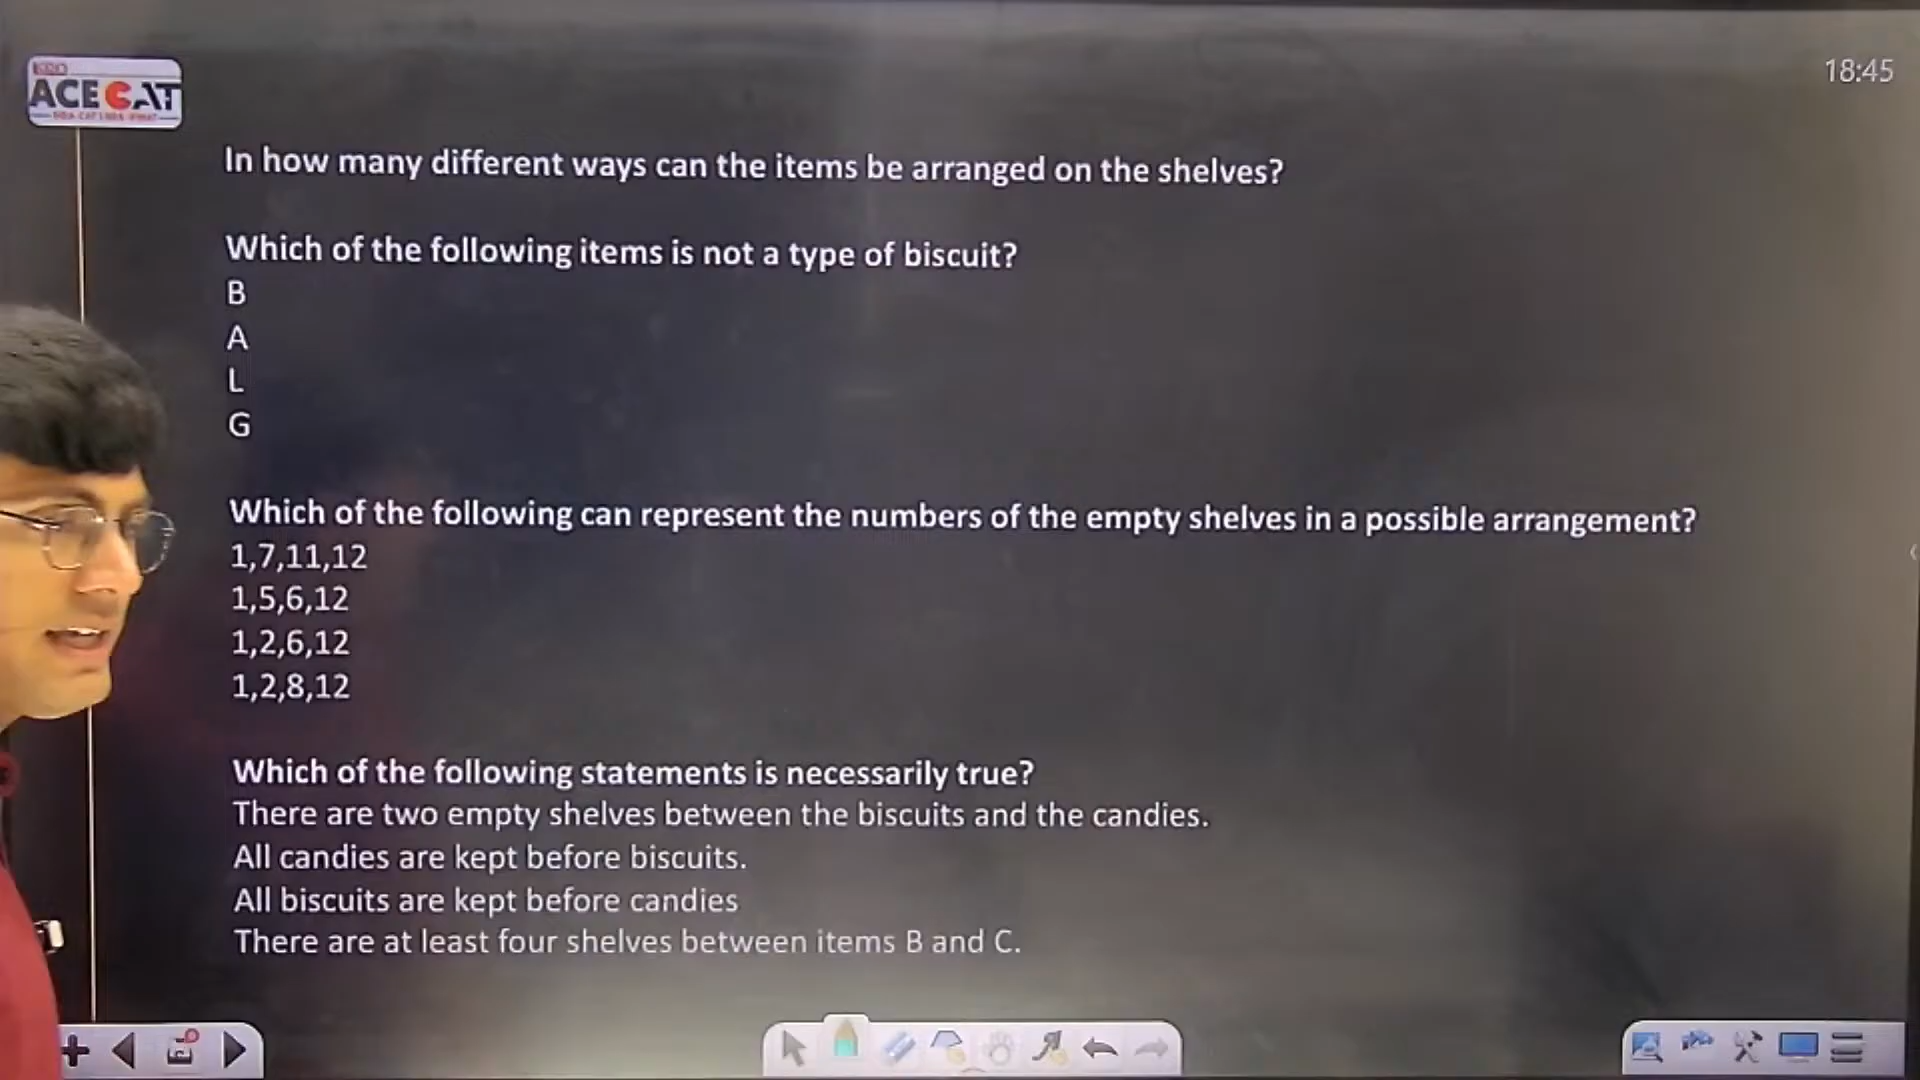 ACE CAT
18:45
In how many different ways can the items be arranged on the shelves?
Which of the following items is not a type of biscuit?
B
A
L
G
Which of the following can represent the numbers of the empty shelves in a possible arrangement?
1,7,11,12
1,5,6,12
1,2,6,12
1,2,8,12
Which of the following statements is necessarily true?
There are two empty shelves between the biscuits and the candies.
All candies are kept before biscuits.
All biscuits are kept before candies
There are at least four shelves between items B and C.